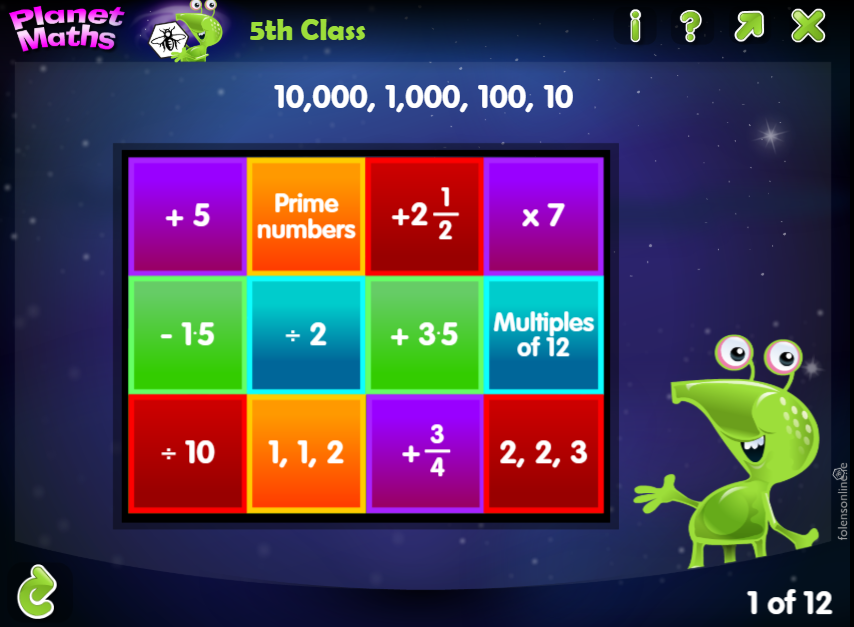 Planet
Maths
5th Class
i ?
10,000, 1,000, 100, 10
+ 5
Prime
numbers
+2 1/2
x 7
- 1·5
÷ 2
+ 3·5
Multiples
of 12
÷ 10
1, 1, 2
+ 3/4
2, 2, 3
folensonline.ie
1 of 12